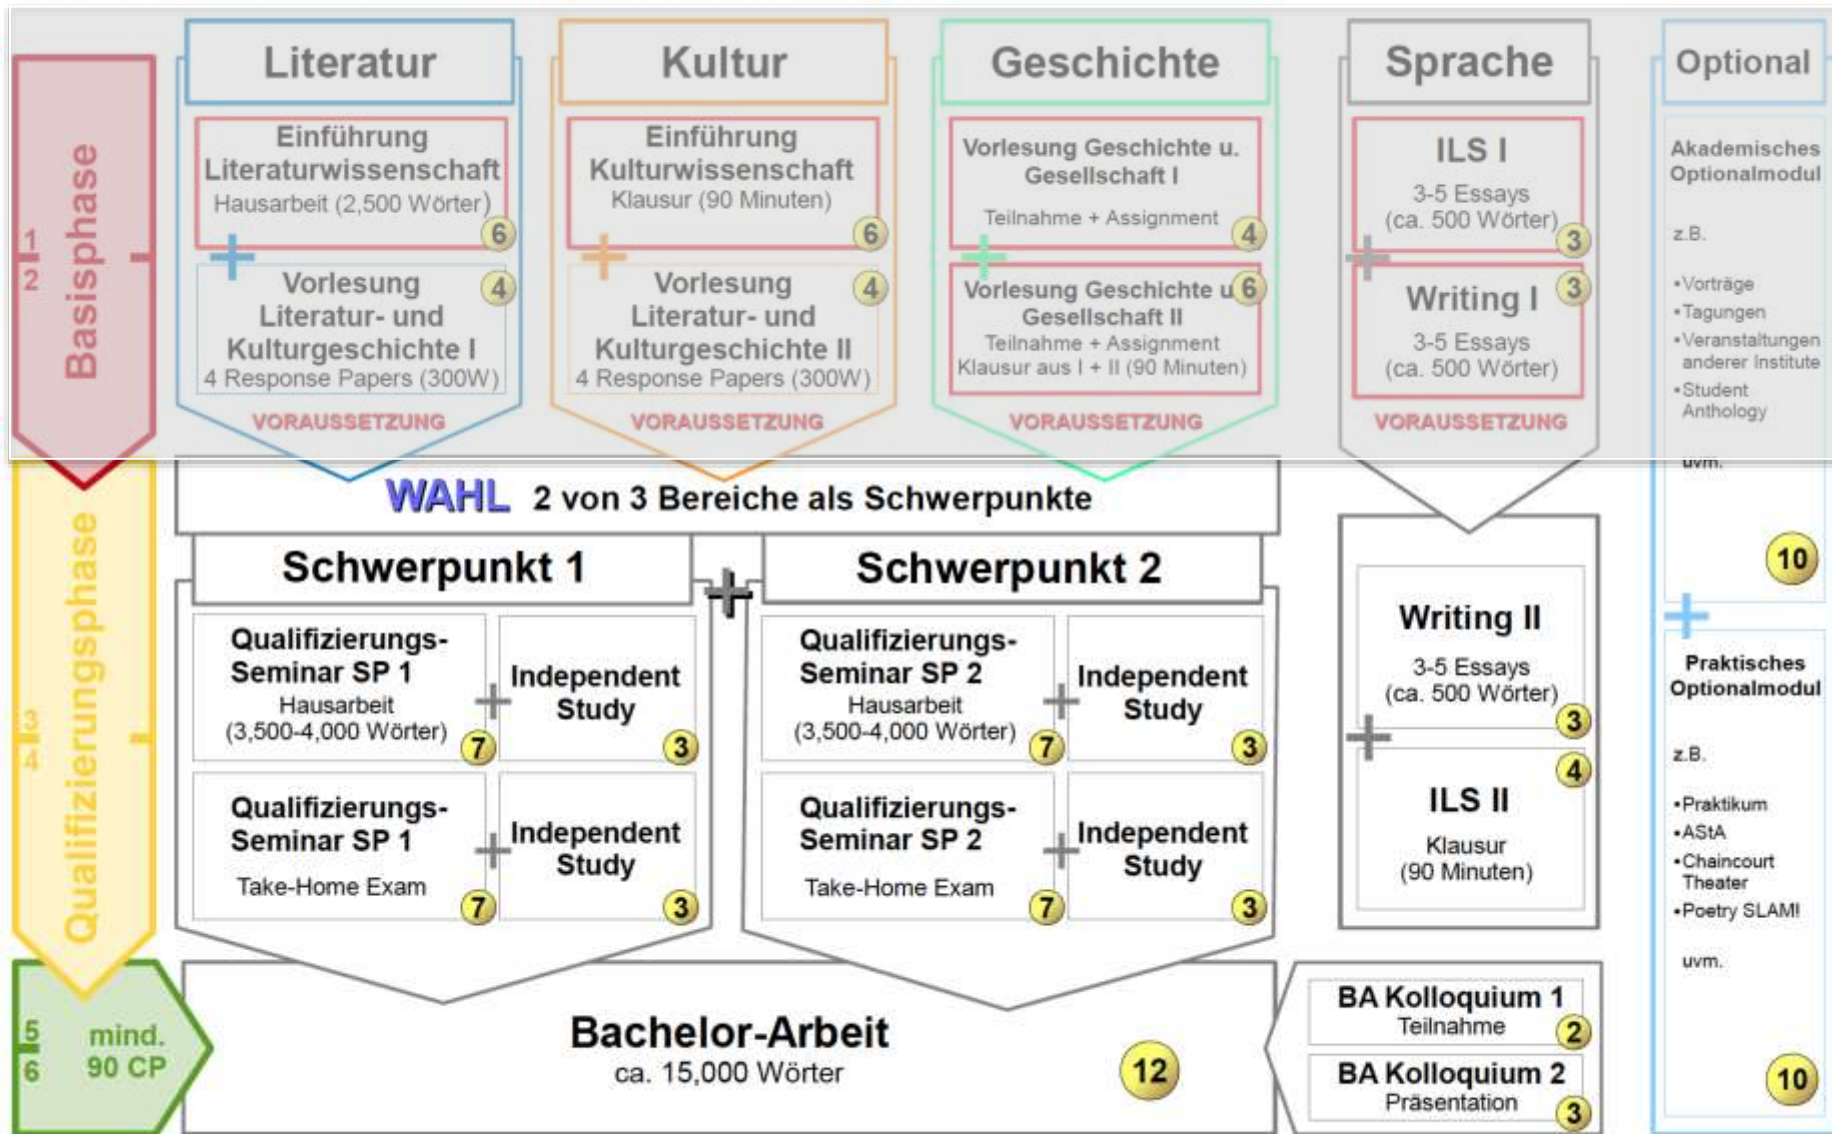 Literatur
Kultur
Geschichte
Sprache
Optional
Basisphase
1
2
Einführung
Literaturwissenschaft
Hausarbeit (2,500 Wörter)
6
Vorlesung
Literatur- und
Kulturgeschichte I
4 Response Papers (300W)
4
VORAUSSETZUNG
Einführung
Kulturwissenschaft
Klausur (90 Minuten)
6
Vorlesung
Literatur- und
Kulturgeschichte II
4 Response Papers (300W)
4
VORAUSSETZUNG
Vorlesung Geschichte u.
Gesellschaft I
Teilnahme + Assignment
4
Vorlesung Geschichte u
Gesellschaft II
Teilnahme + Assignment
Klausur aus I + II (90 Minuten)
6
VORAUSSETZUNG
ILS I
3-5 Essays
(ca. 500 Wörter)
3
Writing I
3-5 Essays
(ca. 500 Wörter)
3
VORAUSSETZUNG
Akademisches
Optionalmodul
z.B.
•Vorträge
•Tagungen
•Veranstaltungen
anderer Institute
•Student
Anthology
uvm.
10
Qualifizierungsphase
3
4
WAHL 2 von 3 Bereiche als Schwerpunkte
Schwerpunkt 1
Qualifizierungs-
Seminar SP 1
Hausarbeit
(3,500-4,000 Wörter)
7
Independent
Study
3
Qualifizierungs-
Seminar SP 1
Take-Home Exam
7
Independent
Study
3
Schwerpunkt 2
Qualifizierungs-
Seminar SP 2
Hausarbeit
(3,500-4,000 Wörter)
7
Independent
Study
3
Qualifizierungs-
Seminar SP 2
Take-Home Exam
7
Independent
Study
3
Writing II
3-5 Essays
(ca. 500 Wörter)
3
ILS II
Klausur
(90 Minuten)
4
Praktisches
Optionalmodul
z.B.
•Praktikum
•AStA
•Chaincourt
Theater
•Poetry SLAM!
uvm.
10
5
6
mind.
90 CP
Bachelor-Arbeit
ca. 15,000 Wörter
12
BA Kolloquium 1
Teilnahme
2
BA Kolloquium 2
Präsentation
3